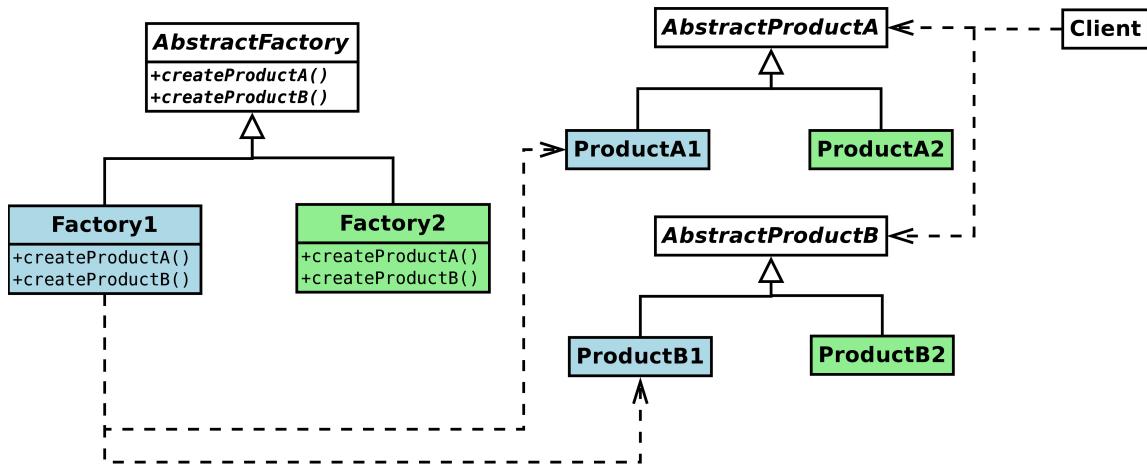 AbstractFactory
+createProductA()
+createProductB()
Factory1
+createProductA()
+createProductB()
Factory2
+createProductA()
+createProductB()
AbstractProductA
Client
ProductA1
ProductA2
AbstractProductB
ProductB1
ProductB2